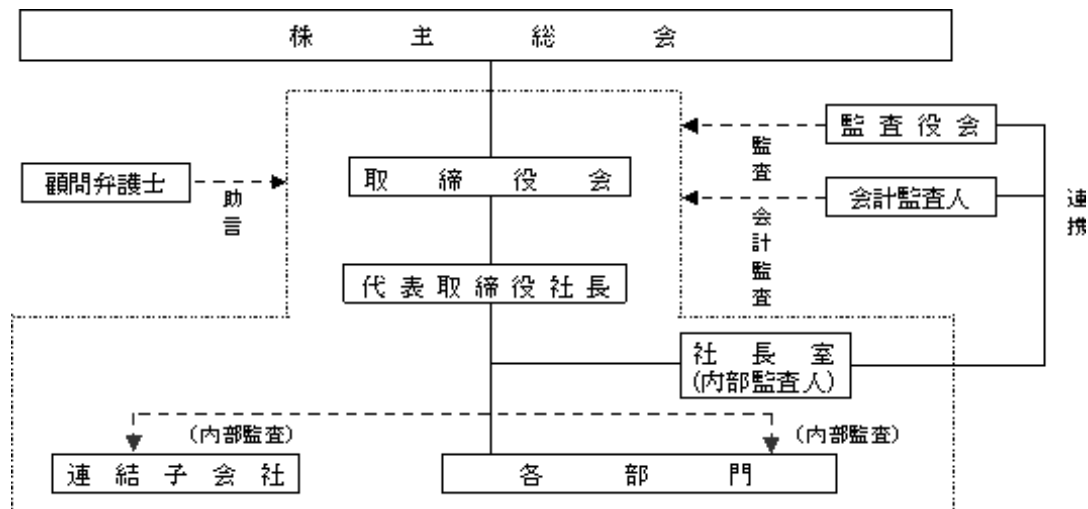 株主総会
監査役会
監査
取締役会
顧問弁護士
助言
会計監査人
会計監査
連携
代表取締役社長
社長室
(内部監査人)
(内部監査)
(内部監査)
連結子会社
各部門